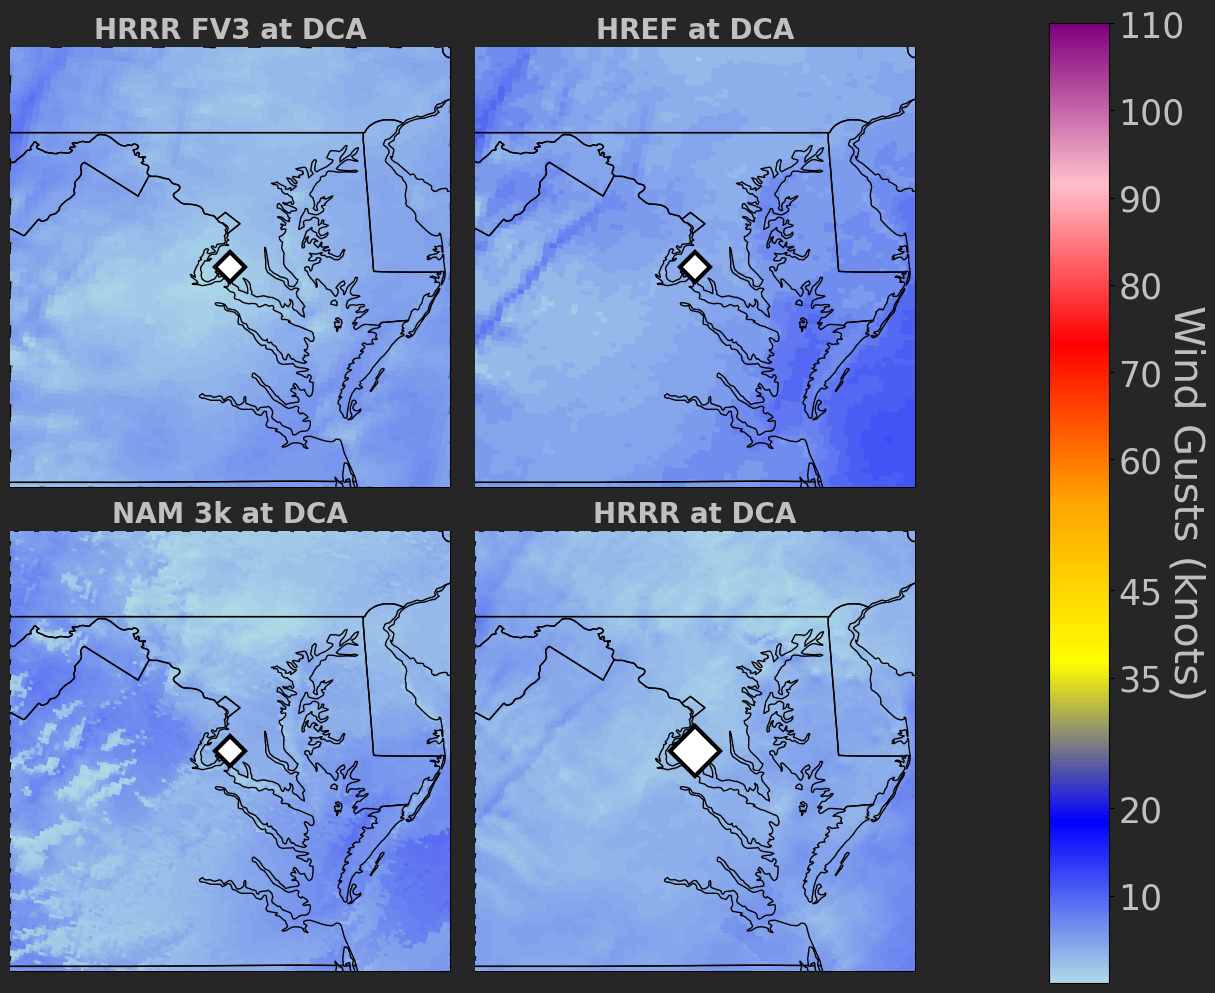 HRRR FV3 at DCA
HREF at DCA
NAM 3k at DCA
HRRR at DCA
110
100
90
80
70
60
45
35
20
10
Wind Gusts (knots)